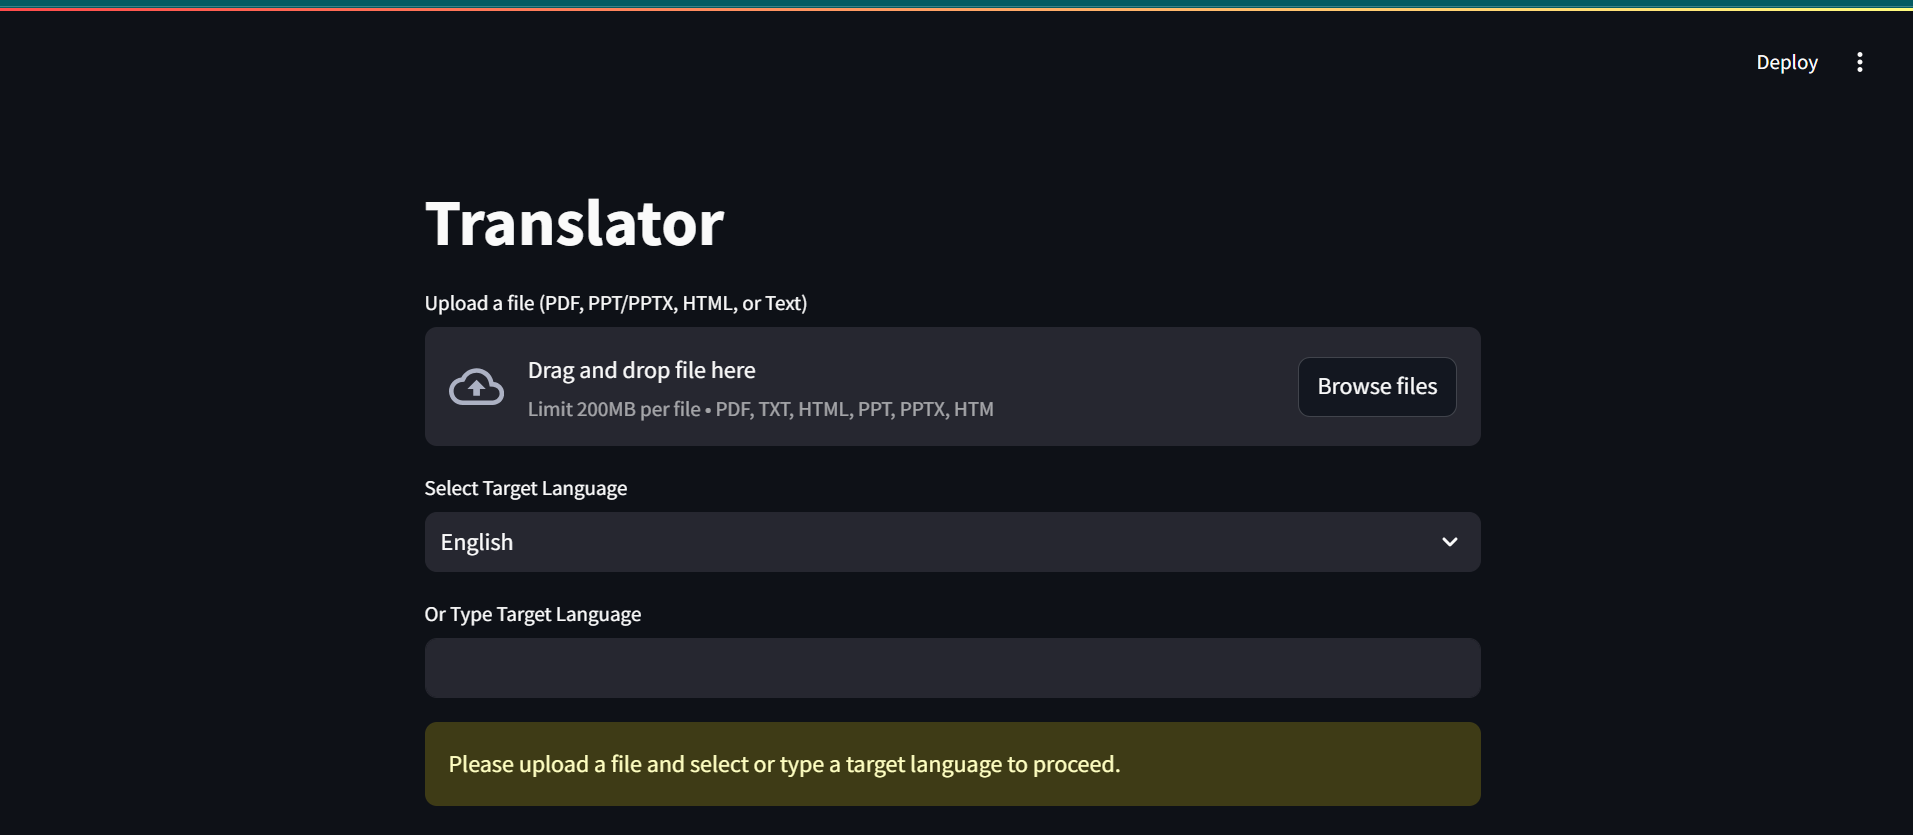 Deploy
Translator
Upload a file (PDF, PPT/PPTX, HTML, or Text)
Drag and drop file here
Limit 200MB per file • PDF, TXT, HTML, PPT, PPTX, HTM
Browse files
Select Target Language
English
Or Type Target Language
Please upload a file and select or type a target language to proceed.